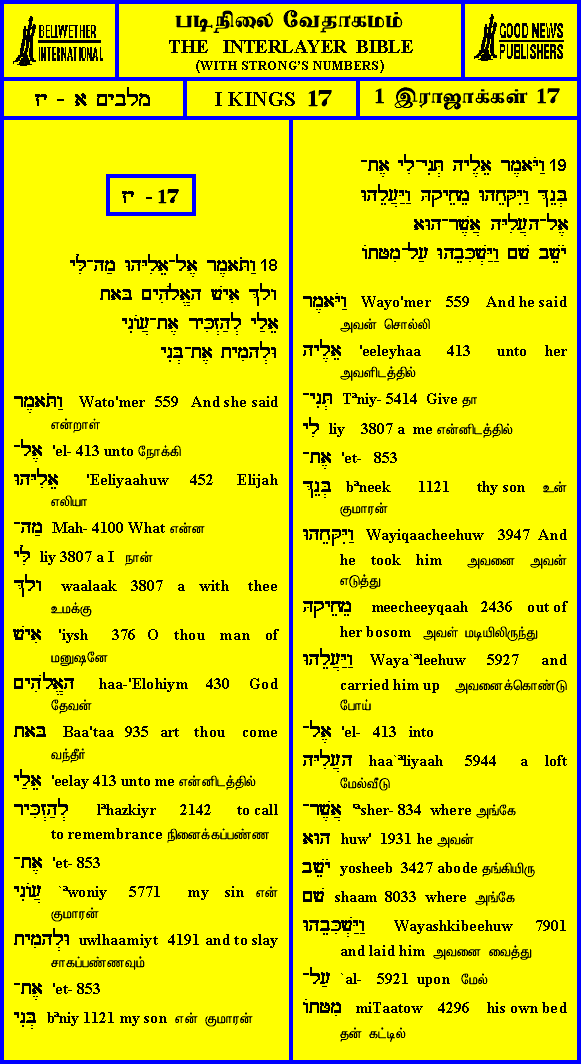 BELLWETHER
INTERNATIONAL
படிநிலை வேதாகமம்
THE INTERLAYER BIBLE
(WITH STRONG'S NUMBERS)
GOOD NEWS
PUBLISHERS
מלכים א - יז
I KINGS 17
1 இராஜாக்கள் 17
יז - 17
18 וַתֹּאמֶר אֶל־אֵלִיָּהוּ מַה־לִּי
וָלָךְ אִישׁ הָאֱלֹהִים בָּאתָ
אֵלַי לְהַזְכִּיר אֶת־עֲוֹנִי
וּלְהָמִית אֶת־בְּנִי
וַתֹּאמֶר Wato'mer 559 And she said
என்றாள்
אֶל־ 'el- 413 unto நோக்கி
אֵלִיָּהוּ 'Eeliyaahuw 452 Elijah
எலியா
מַה־ Mah- 4100 What என்ன
לִּי liy 3807 a I நான்
וָלָךְ waalaak 3807 a with thee
உமக்கு
אִישׁ 'iysh 376 O thou man of
மனுஷனே
הָאֱלֹהִים haa-'Elohiym 430 God
தேவன்
בָּאתָ Baa'taa 935 art thou come
வந்தீர்
אֵלַי 'eelay 413 unto me என்னிடத்தில்
לְהַזְכִּיר lªhazkiyr 2142 to call
to remembrance நினைக்கப்பண்ண
אֶת־ 'et- 853
עֲוֹנִי `ªwoniy 5771 my sin என்
குமாரன்
וּלְהָמִית uwlhaamiyt 4191 and to slay
சாகப்பண்ணவும்
אֶת־ 'et- 853
בְּנִי bªniy 1121 my son என் குமாரன்
19 וַיֹּאמֶר אֵלֶיהָ תְּנִי־לִי אֶת־
בְּנֵךְ וַיִּקָּחֵהוּ מֵחֵיקָהּ וַיַּעֲלֵהוּ
אֶל־הָעֲלִיָּה אֲשֶׁר־הוּא
יֹשֵׁב שָׁם וַיַּשְׁכִּבֵהוּ עַל־מִטָּתוֹ
וַיֹּאמֶר Wayo'mer 559 And he said
அவன் சொல்லி
אֵלֶיהָ 'eeleyhaa 413 unto her
அவளிடத்தில்
תְּנִי־ Tªniy- 5414 Give தா
לִי liy 3807 a me என்னிடத்தில்
אֶת־ 'et- 853
בְּנֵךְ bªneek 1121 thy son உன்
குமாரன்
וַיִּקָּחֵהוּ Wayiqaacheehuw 3947 And
he took him அவனை அவன்
எடுத்து
מֵחֵיקָהּ meecheeyqaah 2436 out of
her bosom அவள் மடியிலிருந்து
וַיַּעֲלֵהוּ Waya`ªleehuw 5927 and
carried him up அவனைக்கொண்டு
போய்
אֶל־ 'el- 413 into
הָעֲלִיָּה haa`ªliyaah 5944 a loft
மேல்வீடு
אֲשֶׁר־ 'ªsher- 834 where அங்கே
הוּא huw' 1931 he அவன்
יֹשֵׁב yosheeb 3427 abode தங்கியிரு
שָׁם shaam 8033 where அங்கே
וַיַּשְׁכִּבֵהוּ Wayashkibeehuw 7901
and laid him அவனை வைத்து
עַל־ `al- 5921 upon மேல்
מִטָּתוֹ miTaatow 4296 his own bed
தன் கட்டில்